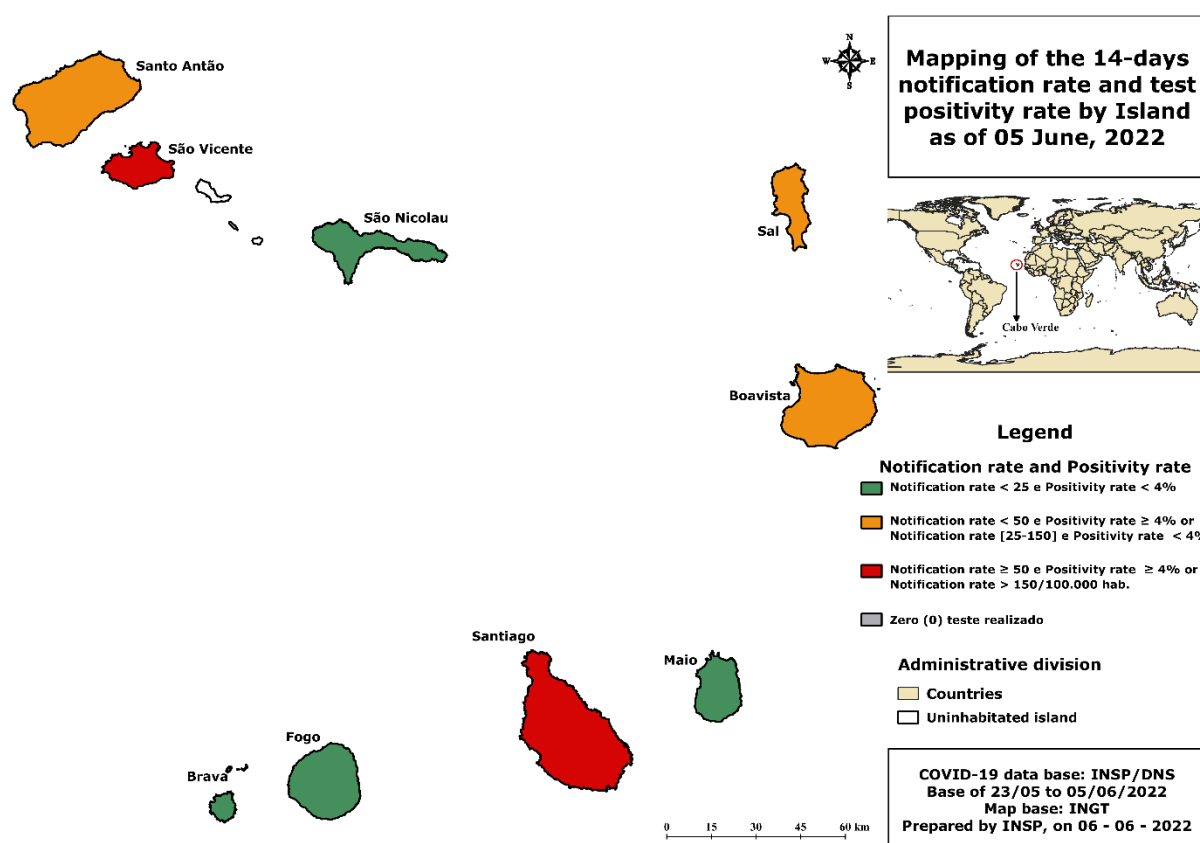 Mapping of the 14-days
notification rate and test
positivity rate by Island
as of 05 June, 2022
N
W
E
S
Santo Antão
São Vicente
São Nicolau
Sal
Boavista
Cabo Verde
Legend
Notification rate and Positivity rate
Notification rate < 25 e Positivity rate < 4%
Notification rate < 50 e Positivity rate ≥ 4% or
Notification rate [25-150] e Positivity rate < 4%
Notification rate ≥ 50 e Positivity rate ≥ 4% or
Notification rate > 150/100.000 hab.
Zero (0) teste realizado
Administrative division
Countries
Uninhabitated island
Santiago
Maio
Fogo
Brava
0 15 30 45 60 km
COVID-19 data base: INSP/DNS
Base of 23/05 to 05/06/2022
Map base: INGT
Prepared by INSP, on 06 - 06 - 2022